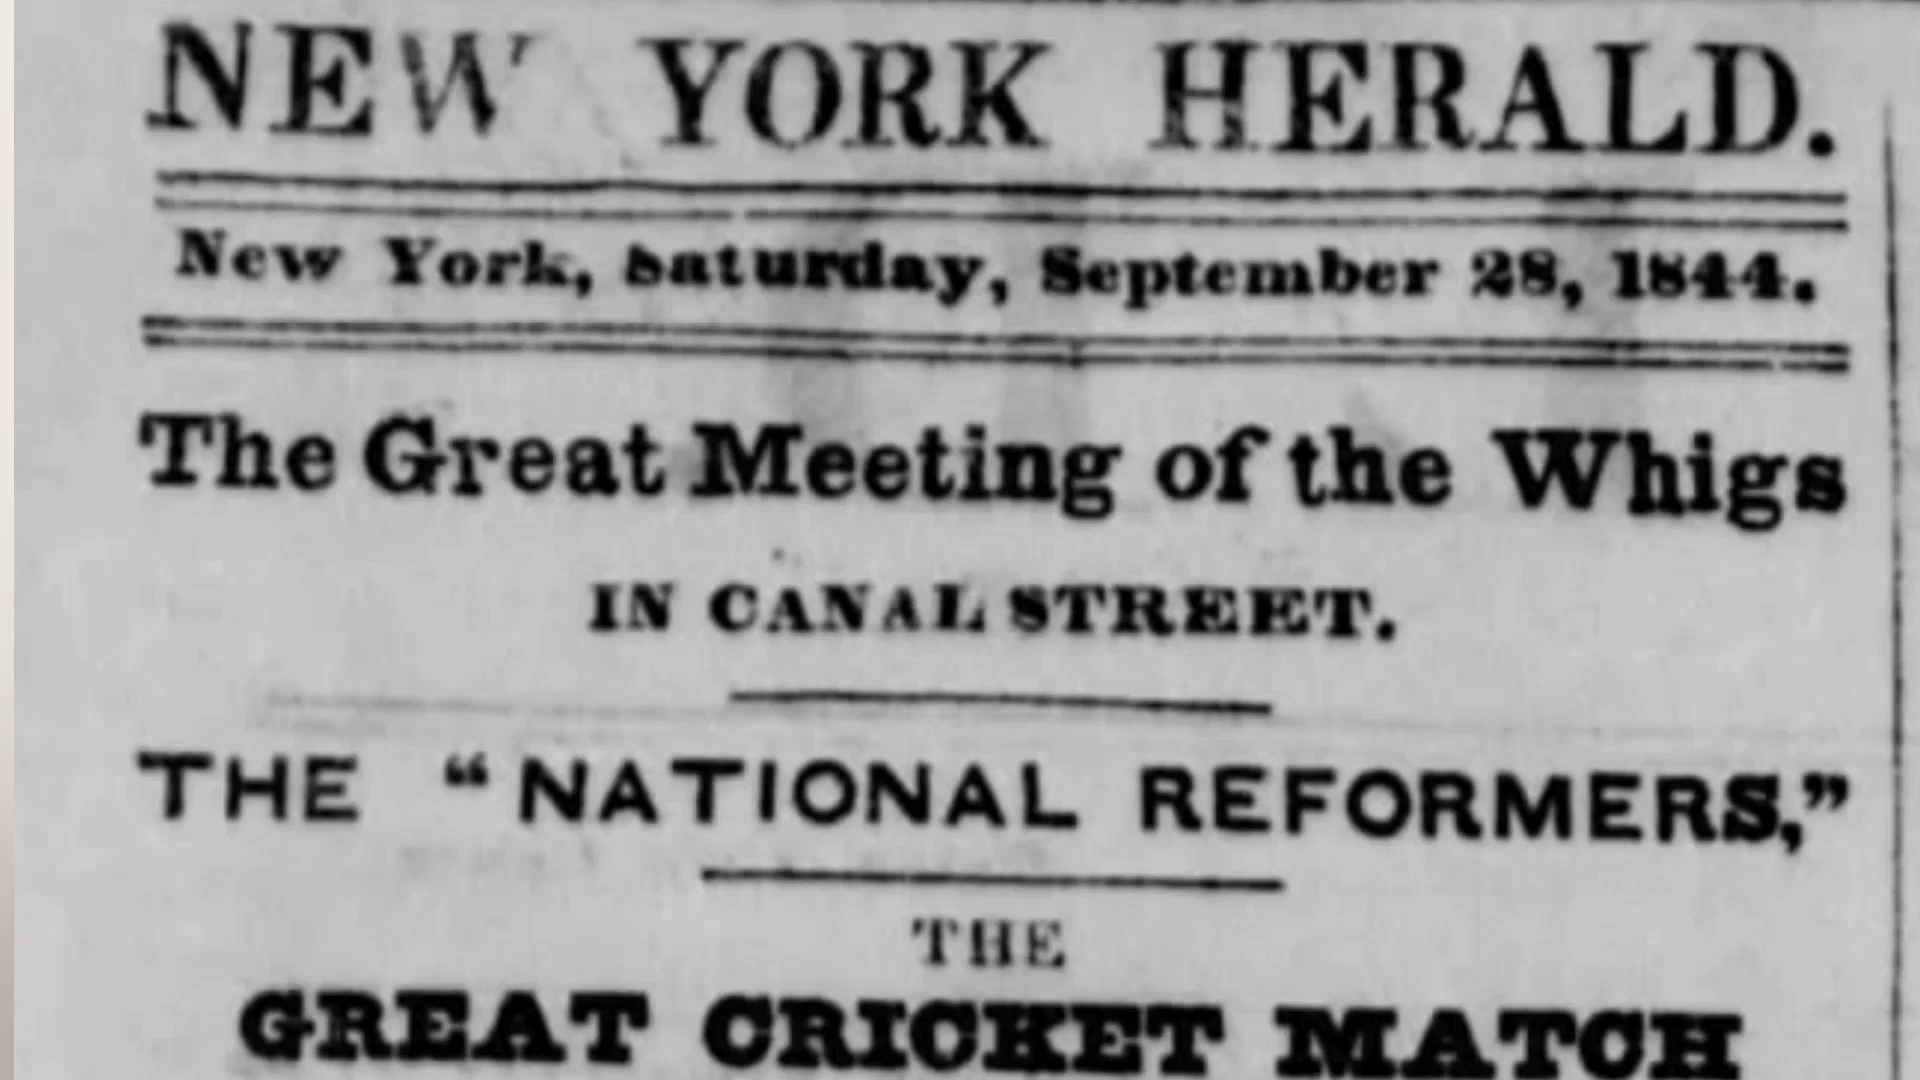 NEW YORK HERALD.
New York, Saturday, September 28, 1844.
The Great Meeting of the Whigs
IN CANAL STREET.
THE "NATIONAL REFORMERS,"
THE
GREAT CRICKET MATCH